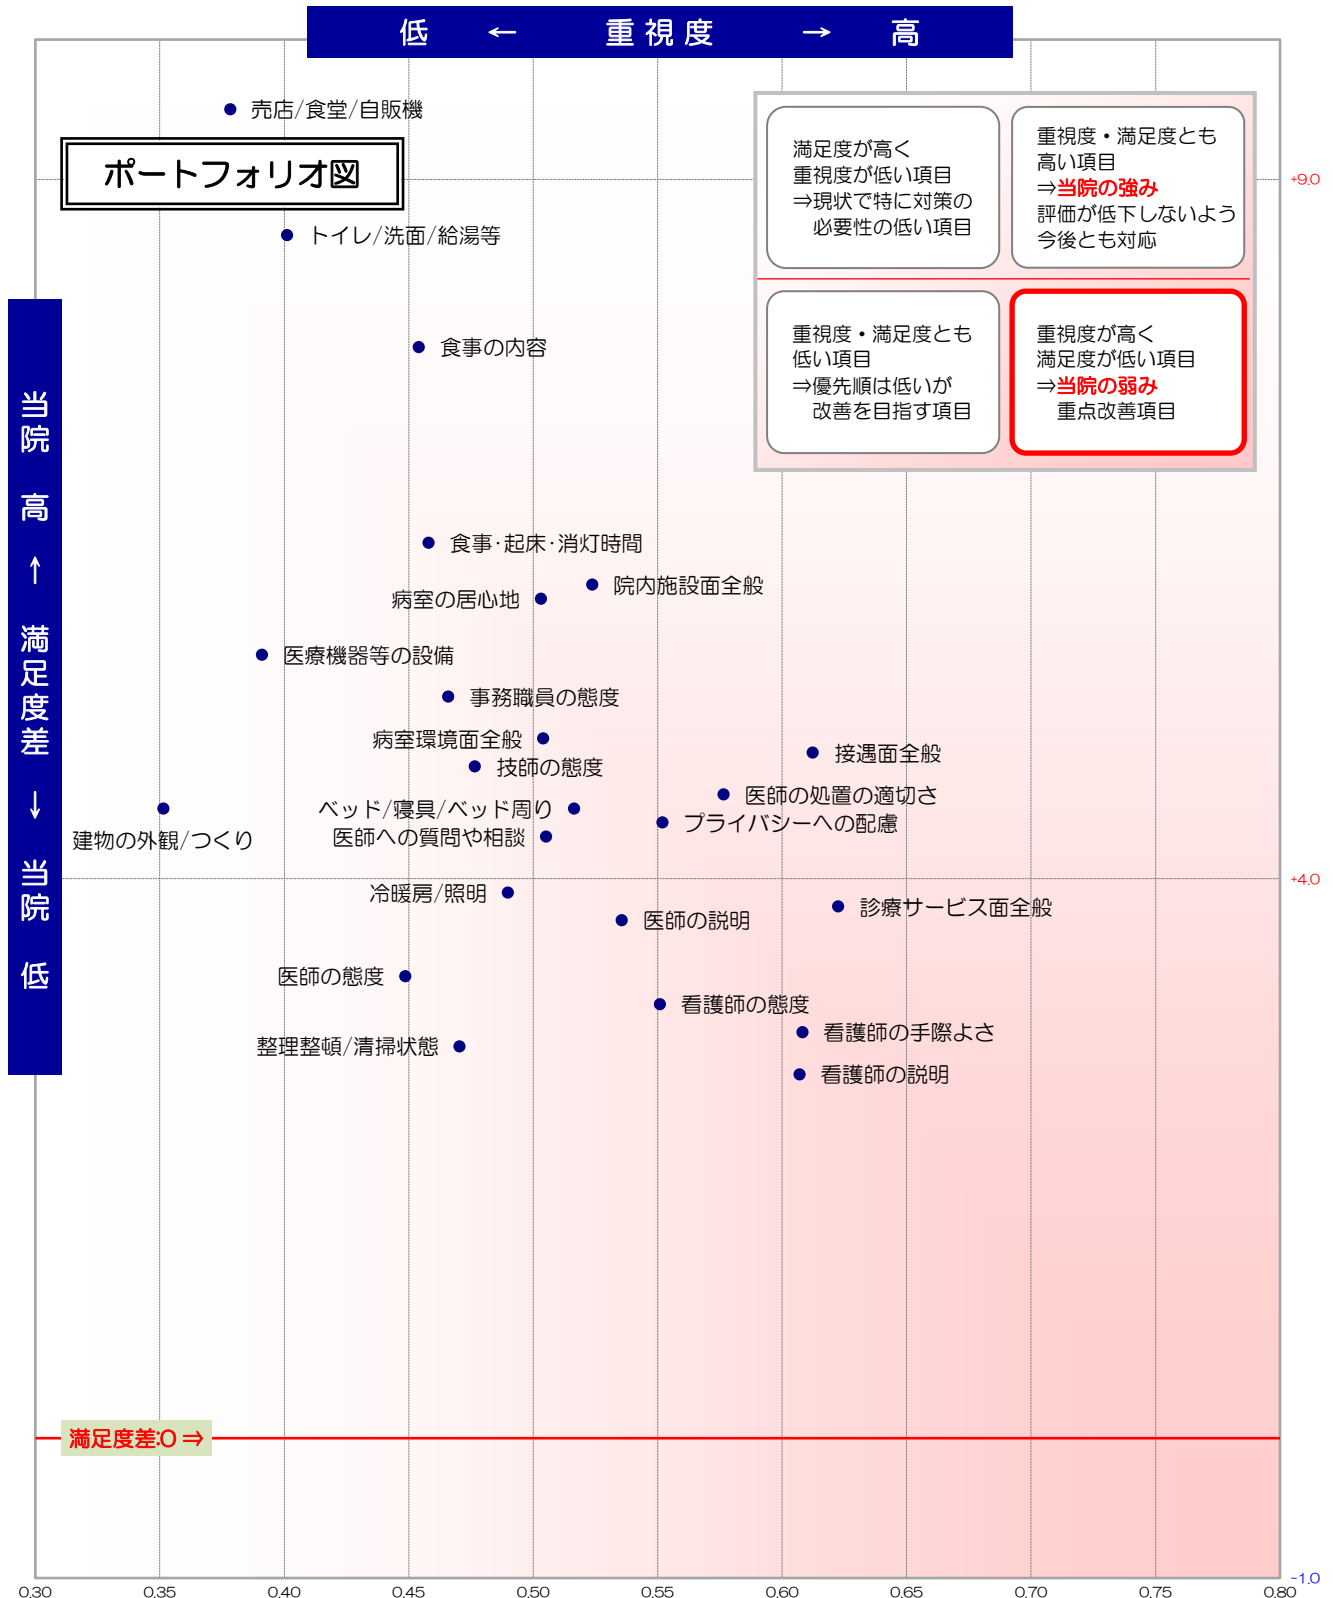 低 ← 重視度 → 高
売店/食堂/自販機
ポートフォリオ図
トイレ/洗面/給湯等
食事の内容
満足度が高く
重視度が低い項目
⇒現状で特に対策の
必要性の低い項目
重視度・満足度とも
高い項目
⇒当院の強み
評価が低下しないよう
今後とも対応
重視度・満足度とも
低い項目
⇒優先順は低いが
改善を目指す項目
重視度が高く
満足度が低い項目
⇒当院の弱み
重点改善項目
+9.0
当院 高 ↑ 満足度差 ↓ 当院 低
食事・起床・消灯時間
院内施設面全般
病室の居心地
医療機器等の設備
事務職員の態度
病室環境面全般
接遇面全般
技師の態度
医師の処置の適切さ
ベッド/寝具/ベッド周り
建物の外観/つくり
プライバシーへの配慮
医師への質問や相談
+4.0
冷暖房/照明
診療サービス面全般
医師の説明
医師の態度
看護師の態度
看護師の手際よさ
整理整頓/清掃状態
看護師の説明
満足度差:0 ⇒
-1.0
0.30 0.35 0.40 0.45 0.50 0.55 0.60 0.65 0.70 0.75 0.80